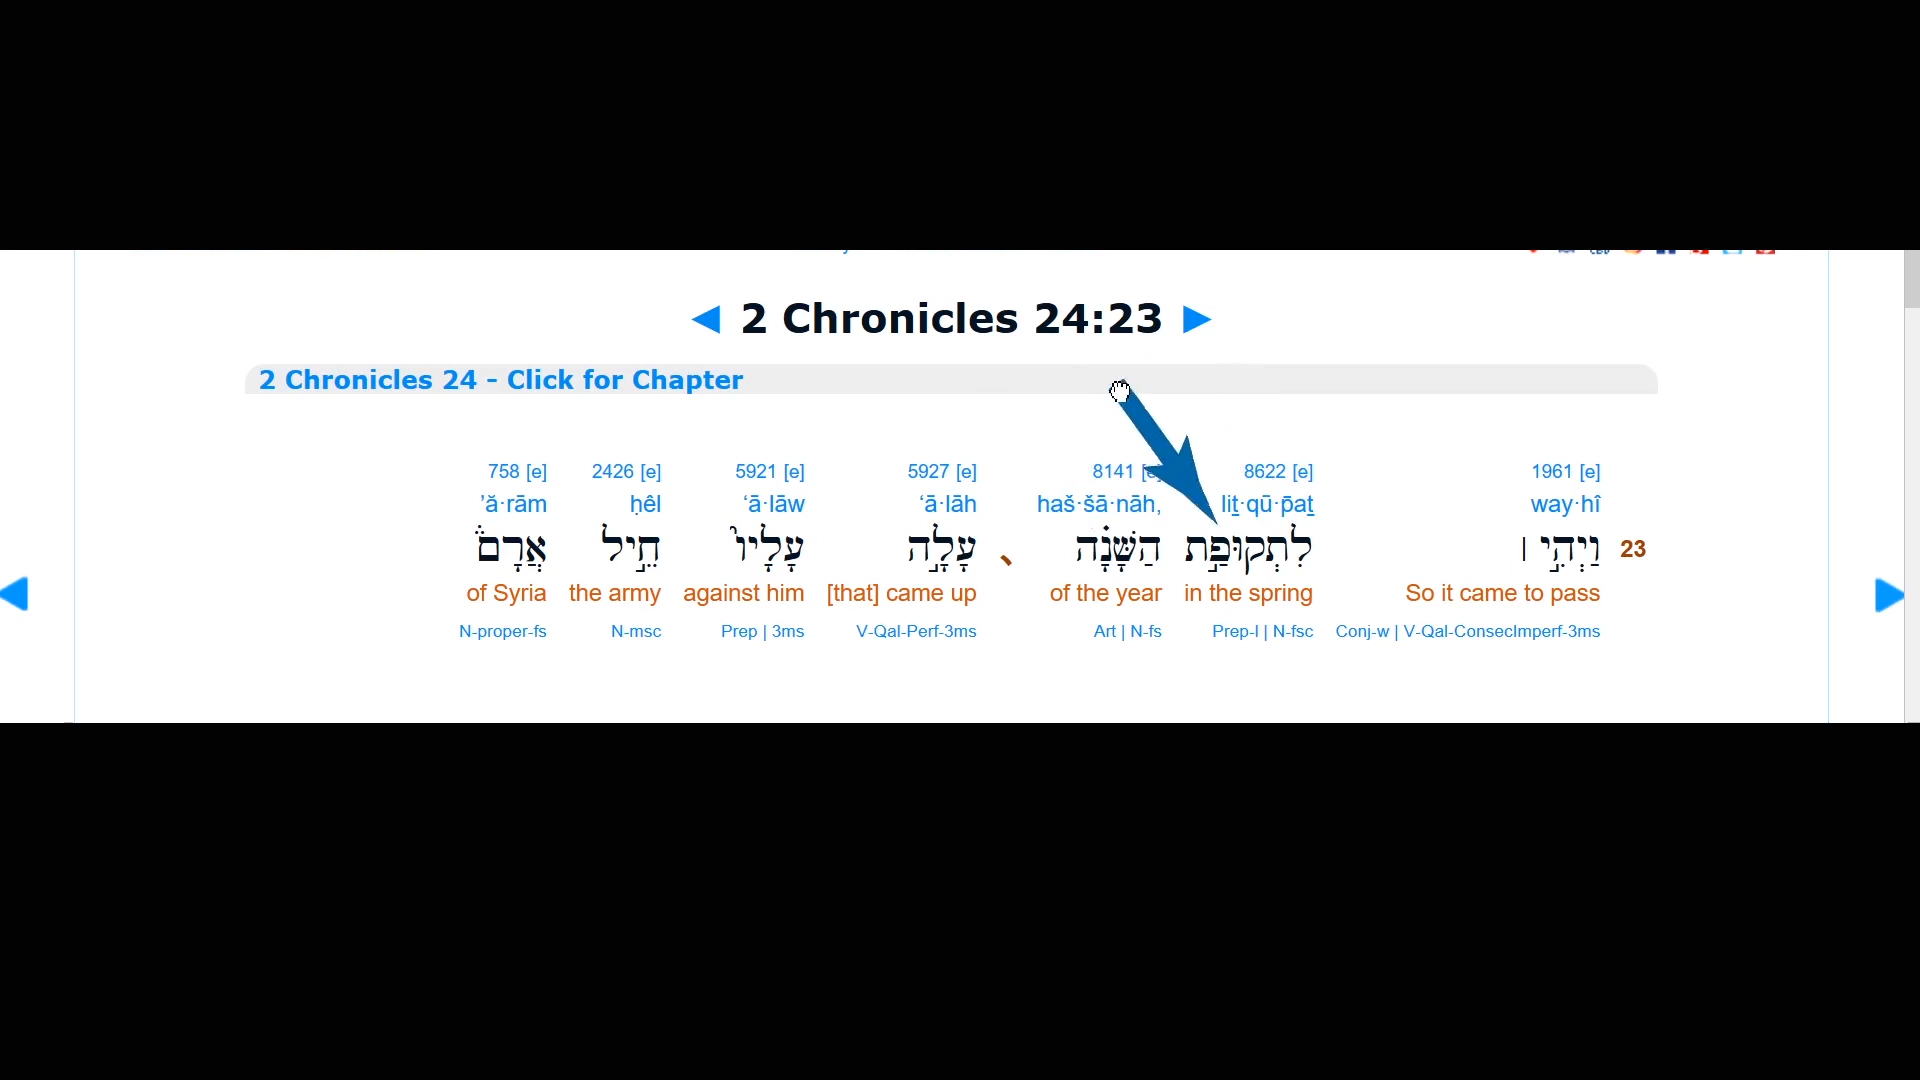 2 Chronicles 24:23
2 Chronicles 24 – Click for Chapter
758 [e] 2426 [e] 5921 [e] 5927 [e] 8141 [e] 8622 [e] 1961 [e]
’ă·rām ḥêl ‘ā·lāw ‘ā·lāh haš·šā·nāh, liṯ·qū·p̄aṯ way·hî
23 וַיְהִ֣י ׀ לִתְקוּפַ֣ת הַשָּׁנָ֗ה 、 עָלָ֣ה עָלָיו֮ חֵ֣יל אֲרָם֒
of Syria the army against him [that] came up of the year in the spring So it came to pass
N-proper-fs N-msc Prep | 3ms V-Qal-Perf-3ms Art | N-fs Prep-l | N-fsc Conj-w | V-Qal-ConsecImperf-3ms